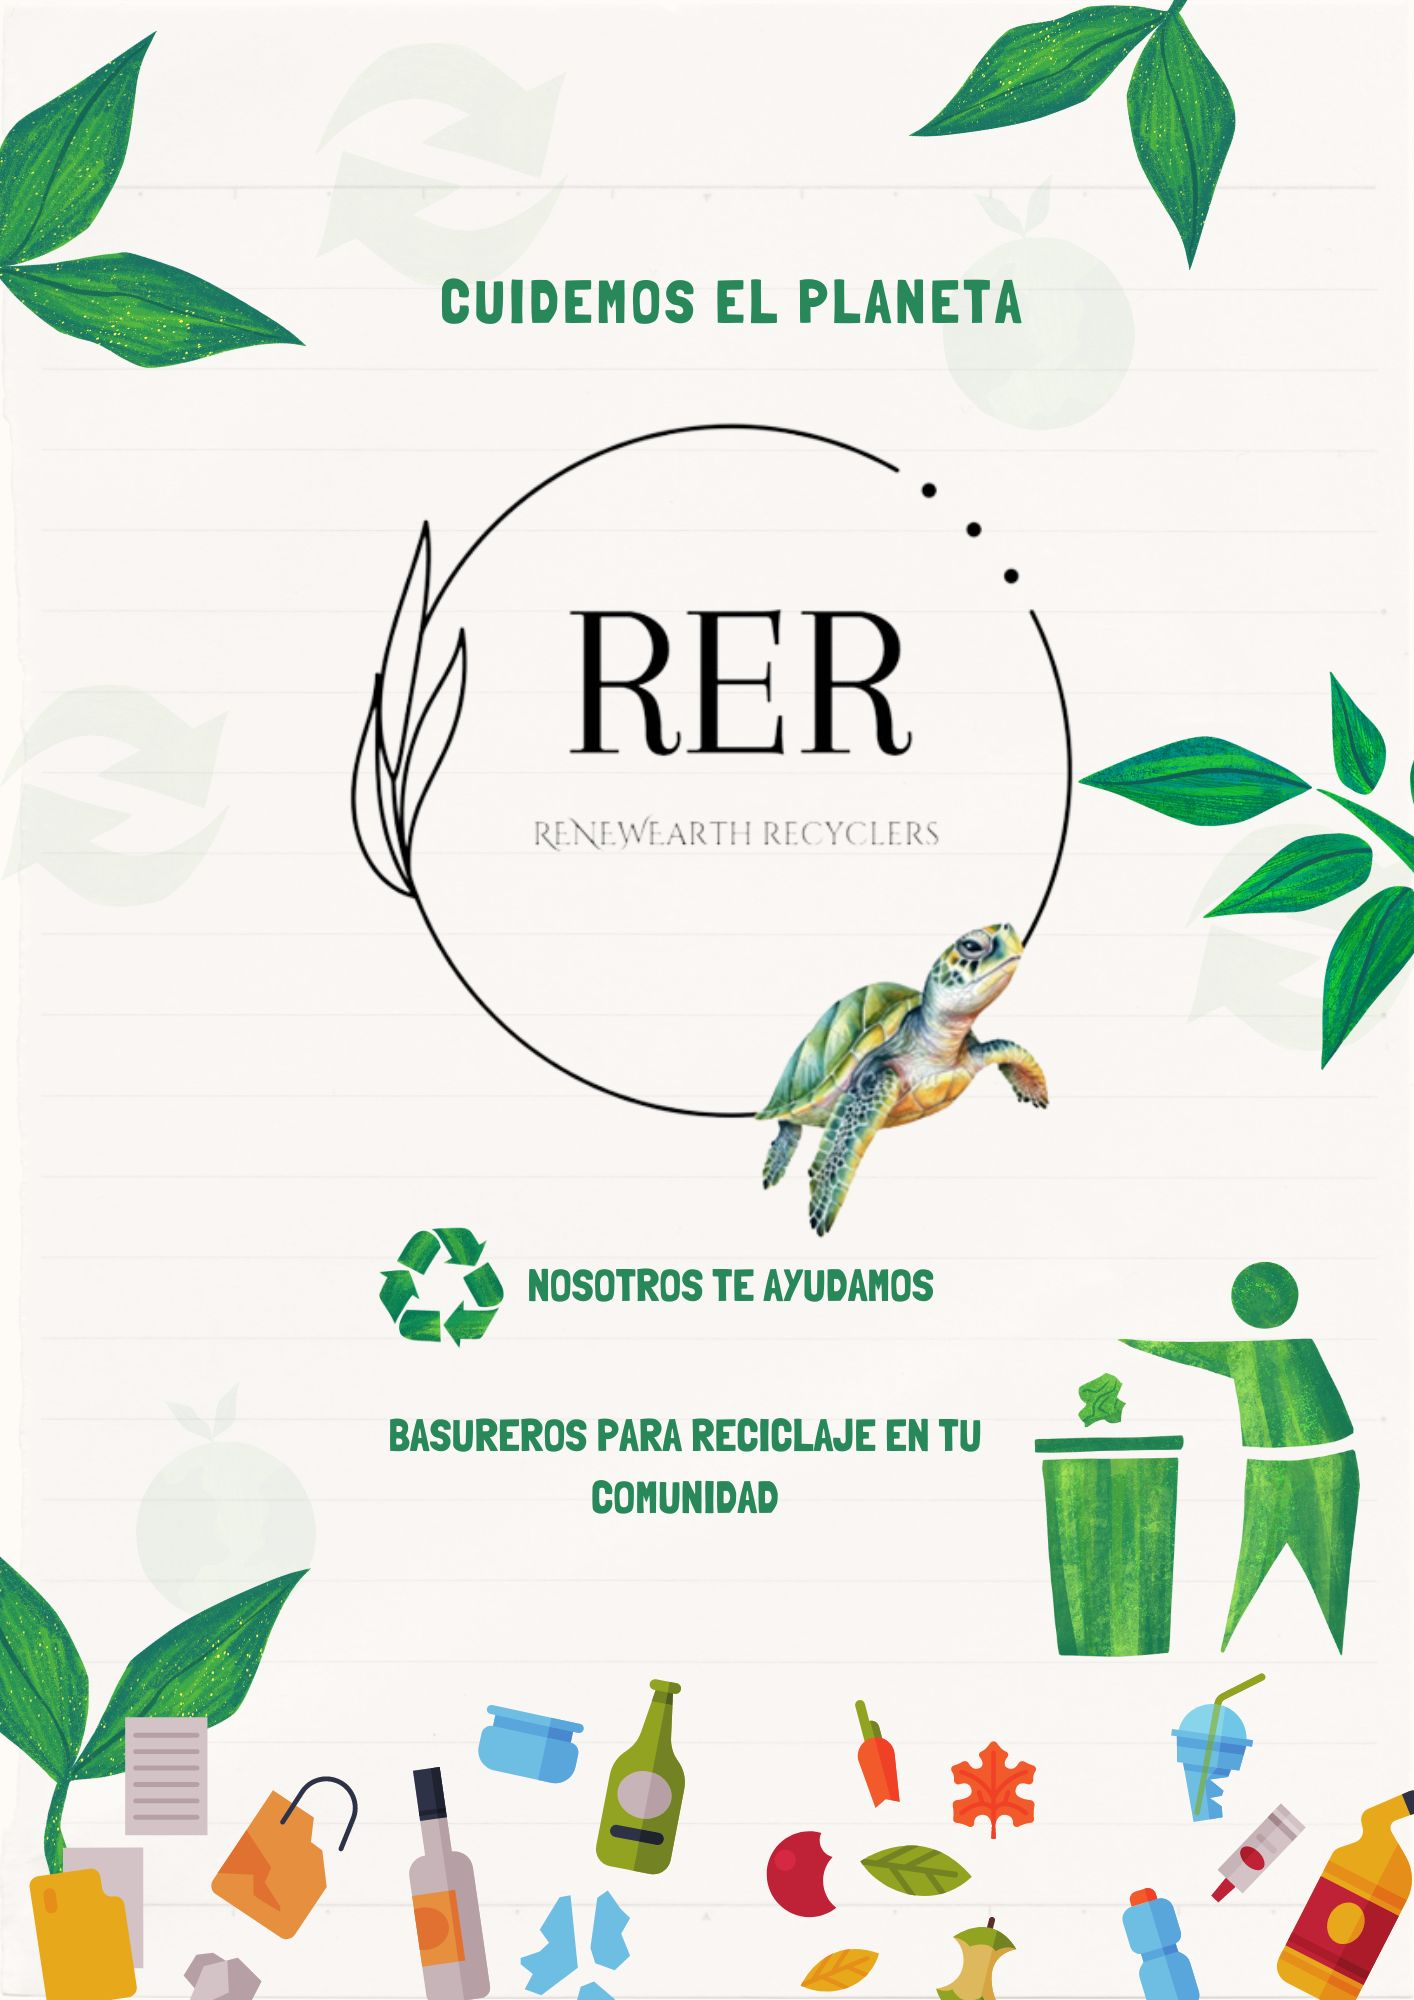 CUIDEMOS EL PLANETA
RER
RENEWEARTH RECYCLERS
NOSOTROS TE AYUDAMOS
BASUREROS PARA RECICLAJE EN TU
COMUNIDAD